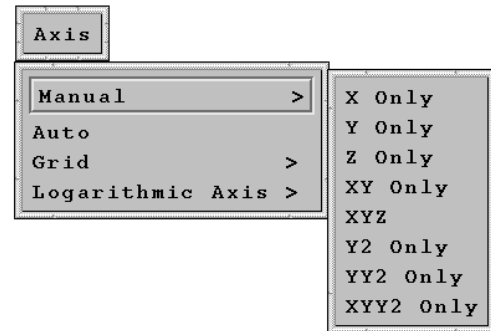 Axis
Manual >
Auto
Grid >
Logarithmic Axis >
X Only
Y Only
Z Only
XY Only
XYZ
Y2 Only
YY2 Only
XYY2 Only